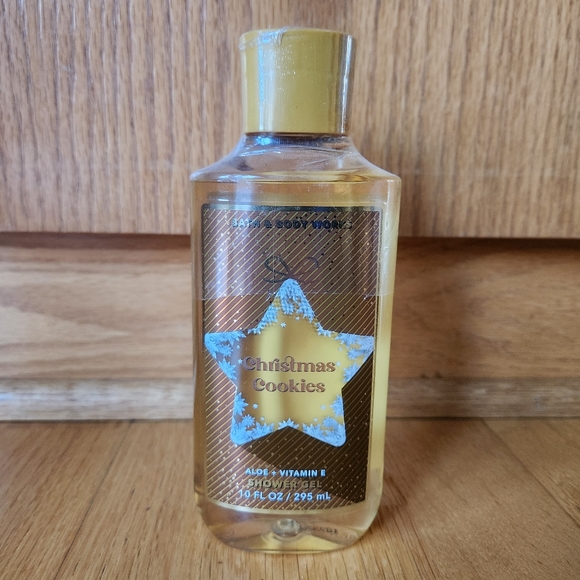 BATH & BODY WORKS
Christmas
Cookies
ALOE + VITAMIN E
SHOWER GEL
10 FL OZ / 295 mL